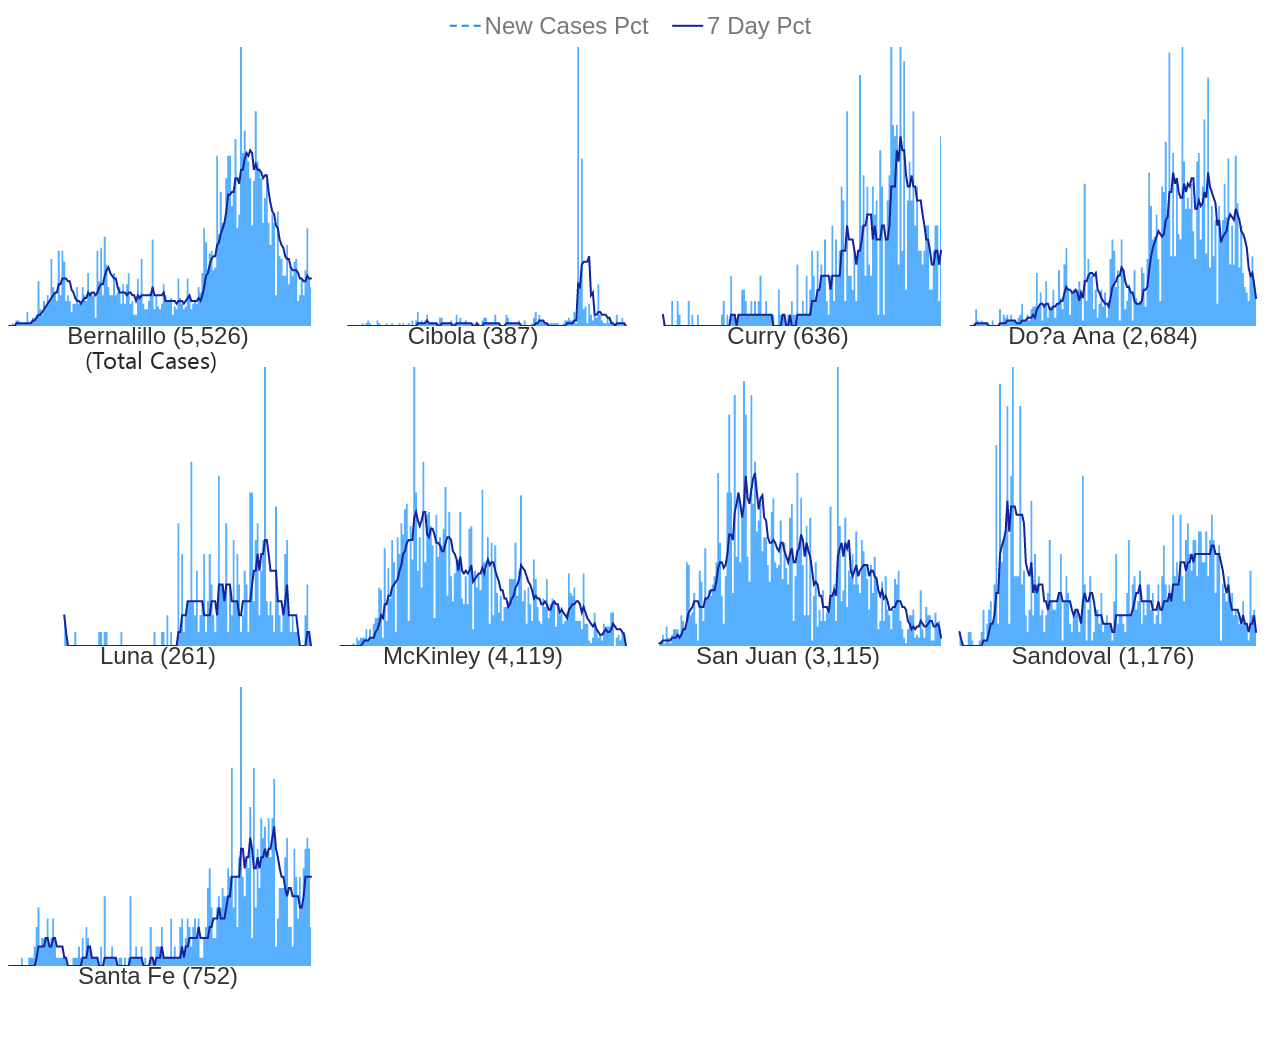 New Cases Pct 7 Day Pct
Bernalillo (5,526) Cibola (387) Curry (636) Do?a Ana (2,684)
(Total Cases)
Luna (261) McKinley (4,119) San Juan (3,115) Sandoval (1,176)
Santa Fe (752)